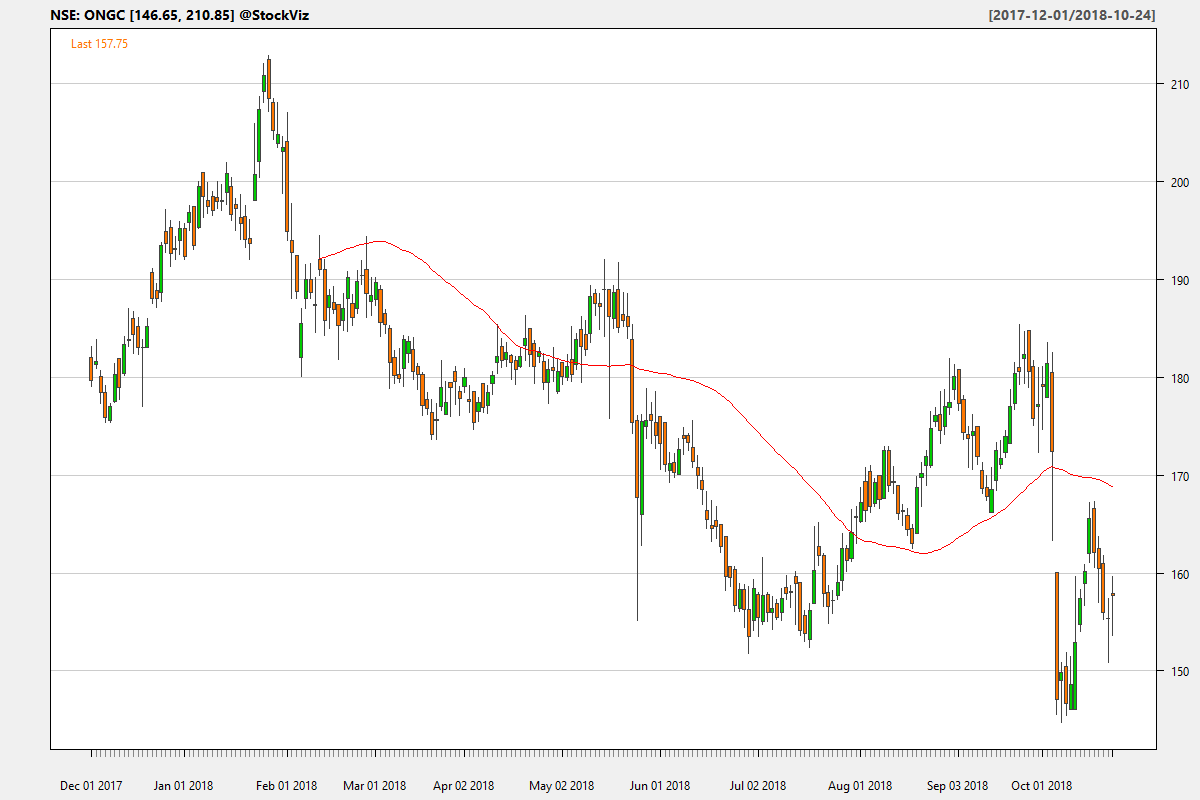 NSE: ONGC [146.65, 210.85] @StockViz
[2017-12-01/2018-10-24]
Last 157.75
210
200
190
180
170
160
150
Dec 01 2017
Jan 01 2018
Feb 01 2018
Mar 01 2018
Apr 02 2018
May 02 2018
Jun 01 2018
Jul 02 2018
Aug 01 2018
Sep 03 2018
Oct 01 2018